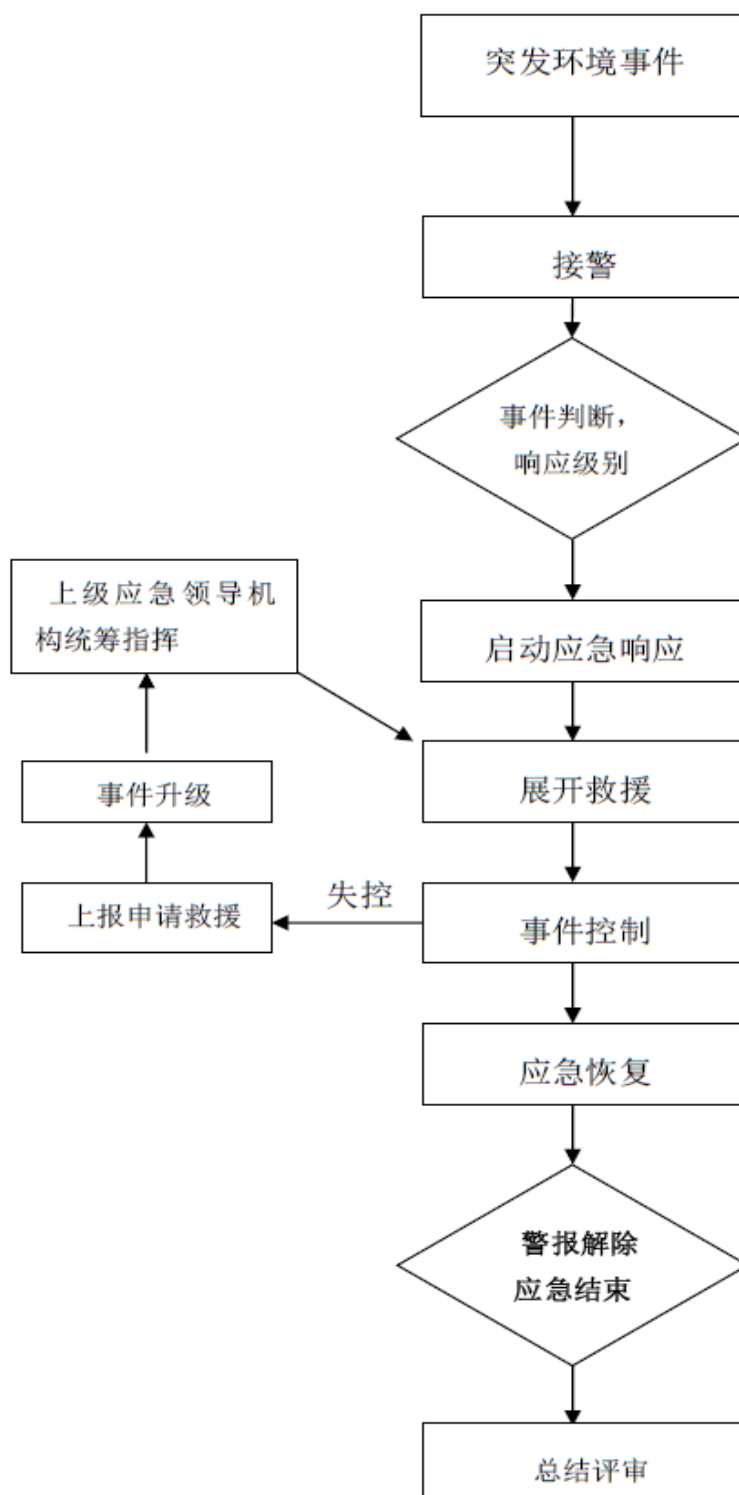 突发环境事件
接警
事件判断，
响应级别
上级应急领导机
构统筹指挥
启动应急响应
展开救援
事件升级
失控
上报申请救援
事件控制
应急恢复
警报解除
应急结束
总结评审